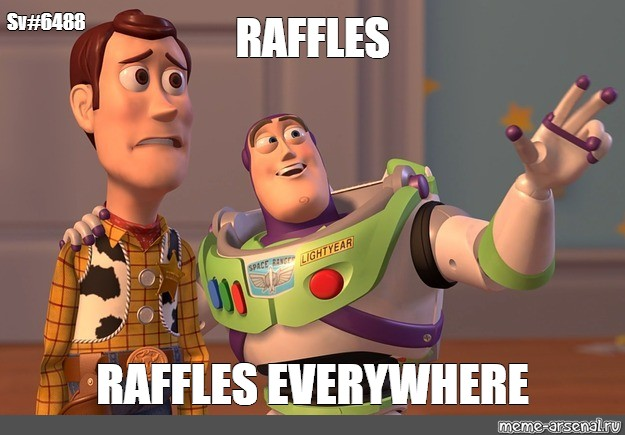 Sv#6488
RAFFLES
SPACE RANGER
LIGHTYEAR
RAFFLES EVERYWHERE
meme-arsenal.ru